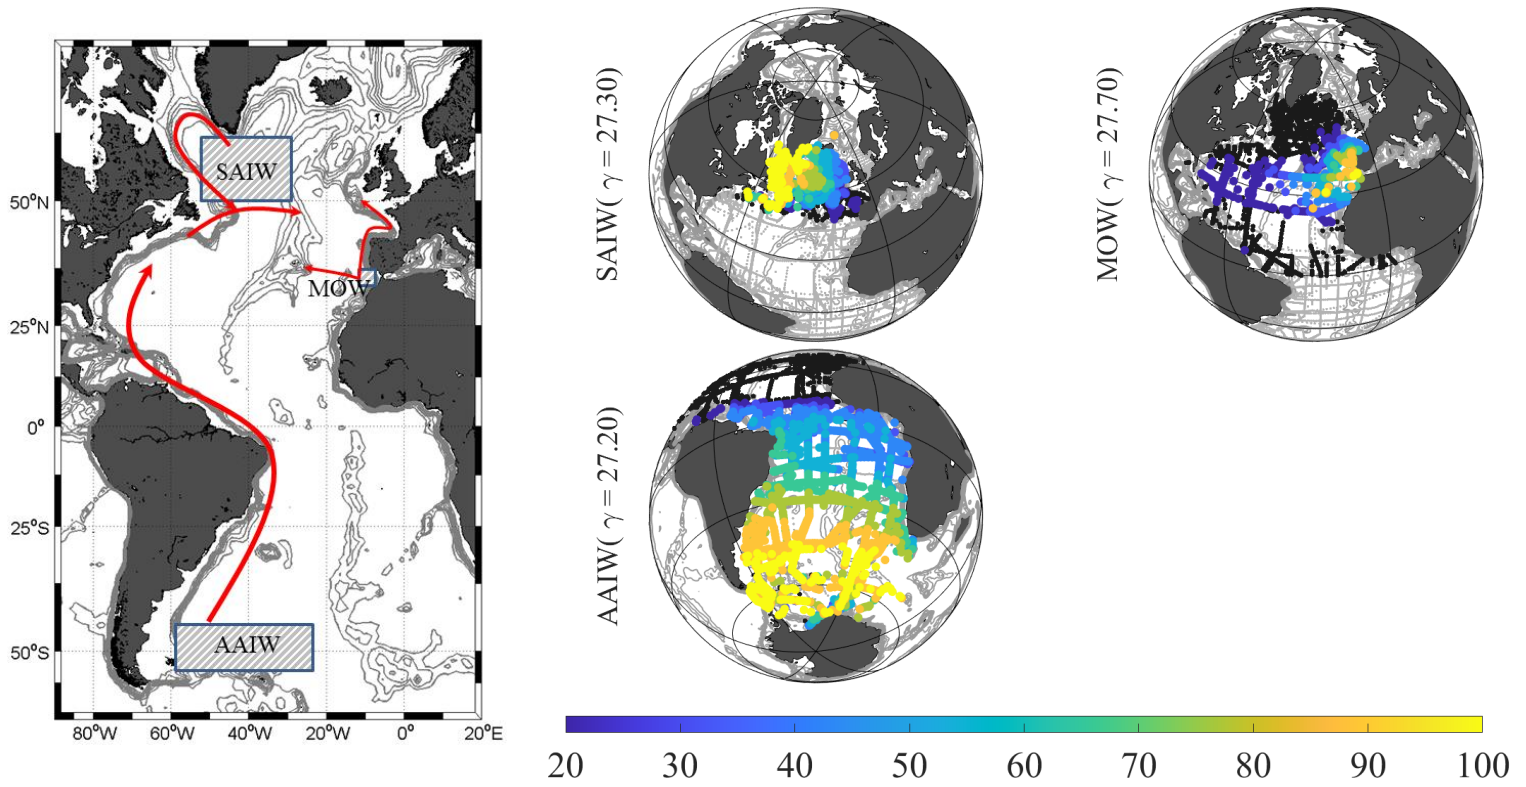 SAIW
50°N
MOW
25°N
0°
25°S
AAIW
50°S
80°W 60°W 40°W 20°W 0° 20°E
SAIW( γ = 27.30)
MOW( γ = 27.70)
AAIW( γ = 27.20)
20 30 40 50 60 70 80 90 100